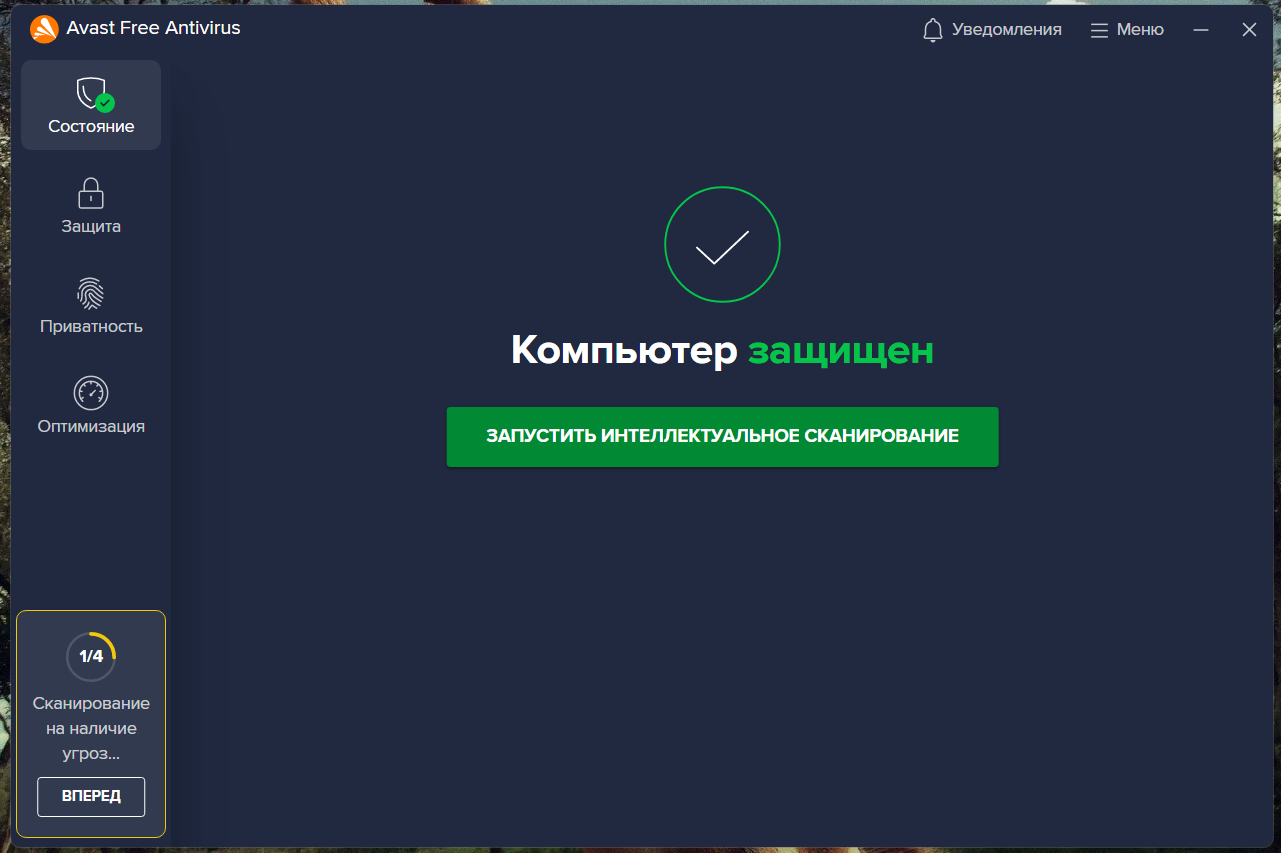 Avast Free Antivirus
Уведомления
Меню
Состояние
Защита
Приватность
Оптимизация
Компьютер защищен
ЗАПУСТИТЬ ИНТЕЛЛЕКТУАЛЬНОЕ СКАНИРОВАНИЕ
1/4
Сканирование
на наличие
угроз...
ВПЕРЕД